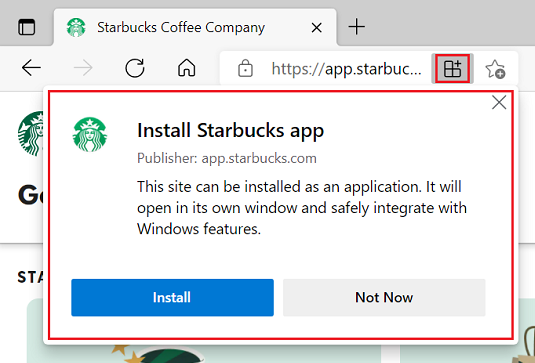 Starbucks Coffee Company
https://app.starbuc...
Install Starbucks app
Publisher: app.starbucks.com
This site can be installed as an application. It will
open in its own window and safely integrate with
Windows features.
Install
Not Now
Go
STA